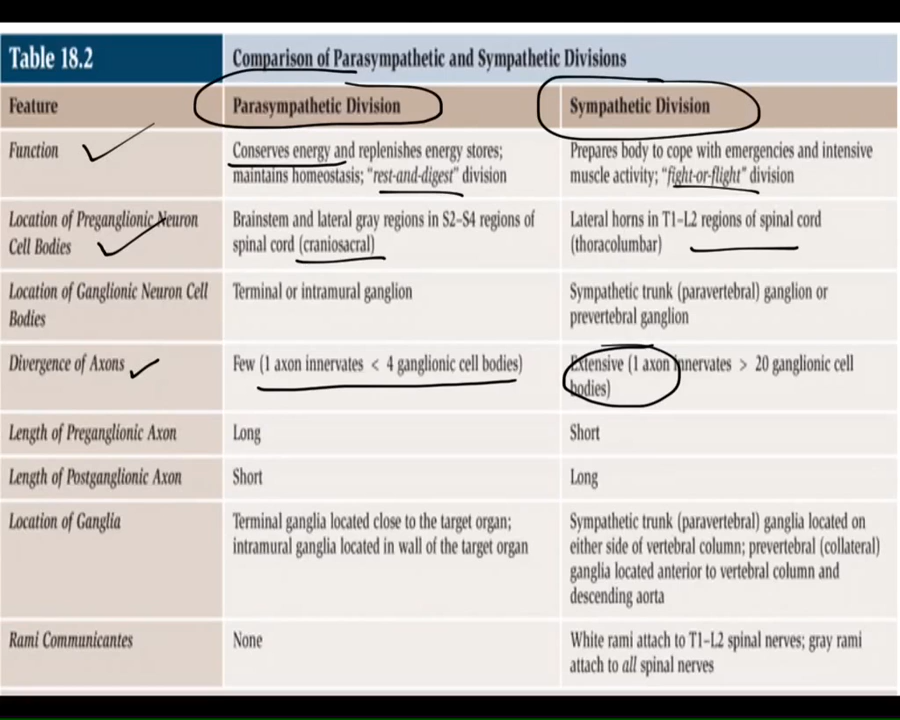 Table 18.2
Comparison of Parasympathetic and Sympathetic Divisions
Feature
Parasympathetic Division
Sympathetic Division
Function
Conserves energy and replenishes energy stores;
maintains homeostasis; "rest-and-digest" division
Prepares body to cope with emergencies and intensive
muscle activity; "fight-or-flight" division
Location of Preganglionic Neuron
Cell Bodies
Brainstem and lateral gray regions in S2–S4 regions of
spinal cord (craniosacral)
Lateral horns in T1–L2 regions of spinal cord
(thoracolumbar)
Location of Ganglionic Neuron Cell
Bodies
Terminal or intramural ganglion
Sympathetic trunk (paravertebral) ganglion or
prevertebral ganglion
Divergence of Axons
Few (1 axon innervates < 4 ganglionic cell bodies)
Extensive (1 axon innervates > 20 ganglionic cell
bodies)
Length of Preganglionic Axon
Long
Short
Length of Postganglionic Axon
Short
Long
Location of Ganglia
Terminal ganglia located close to the target organ;
intramural ganglia located in wall of the target organ
Sympathetic trunk (paravertebral) ganglia located on
either side of vertebral column; prevertebral (collateral)
ganglia located anterior to vertebral column and
descending aorta
Rami Communicantes
None
White rami attach to T1–L2 spinal nerves; gray rami
attach to all spinal nerves